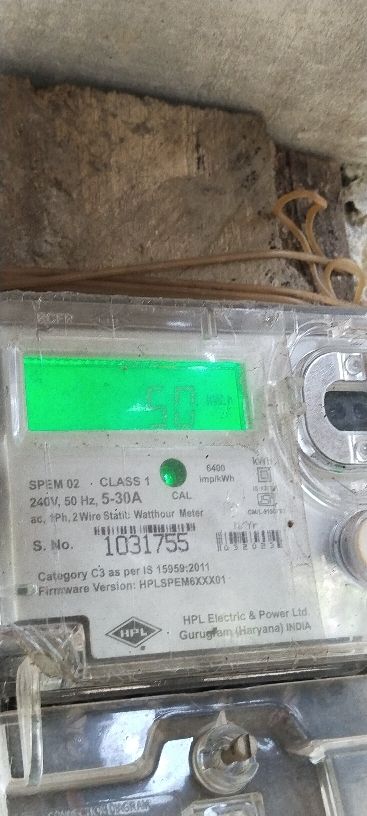 50
SPEM 02 CLASS 1
6400
imp/kWh
CAL
240V, 50 Hz, 5-30A
ac, 1Ph, 2 Wire Static Watthour Meter
S. No. 1031755
Category C3 as per IS 15959:2011
Firmware Version: HPLSPEM6XXX01
HPL
HPL Electric & Power Ltd.
Gurugram (Haryana) INDIA